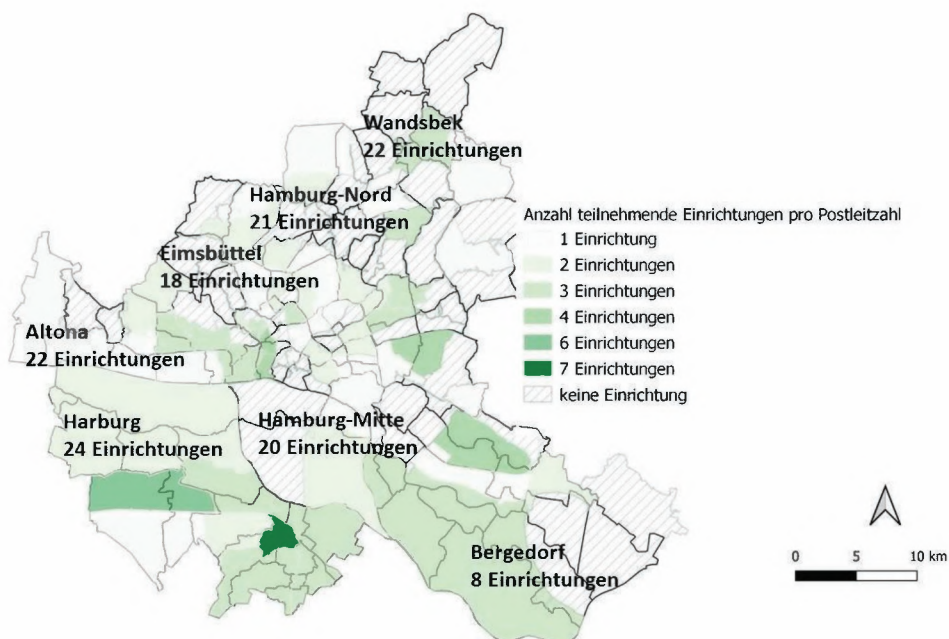 Wandsbek
22 Einrichtungen
Hamburg-Nord
21 Einrichtungen
Eimsbüttel
18 Einrichtungen
Altona
22 Einrichtungen
Harburg
24 Einrichtungen
Hamburg-Mitte
20 Einrichtungen
Bergedorf
8 Einrichtungen
Anzahl teilnehmende Einrichtungen pro Postleitzahl
1 Einrichtung
2 Einrichtungen
3 Einrichtungen
4 Einrichtungen
6 Einrichtungen
7 Einrichtungen
keine Einrichtung
0 5 10 km